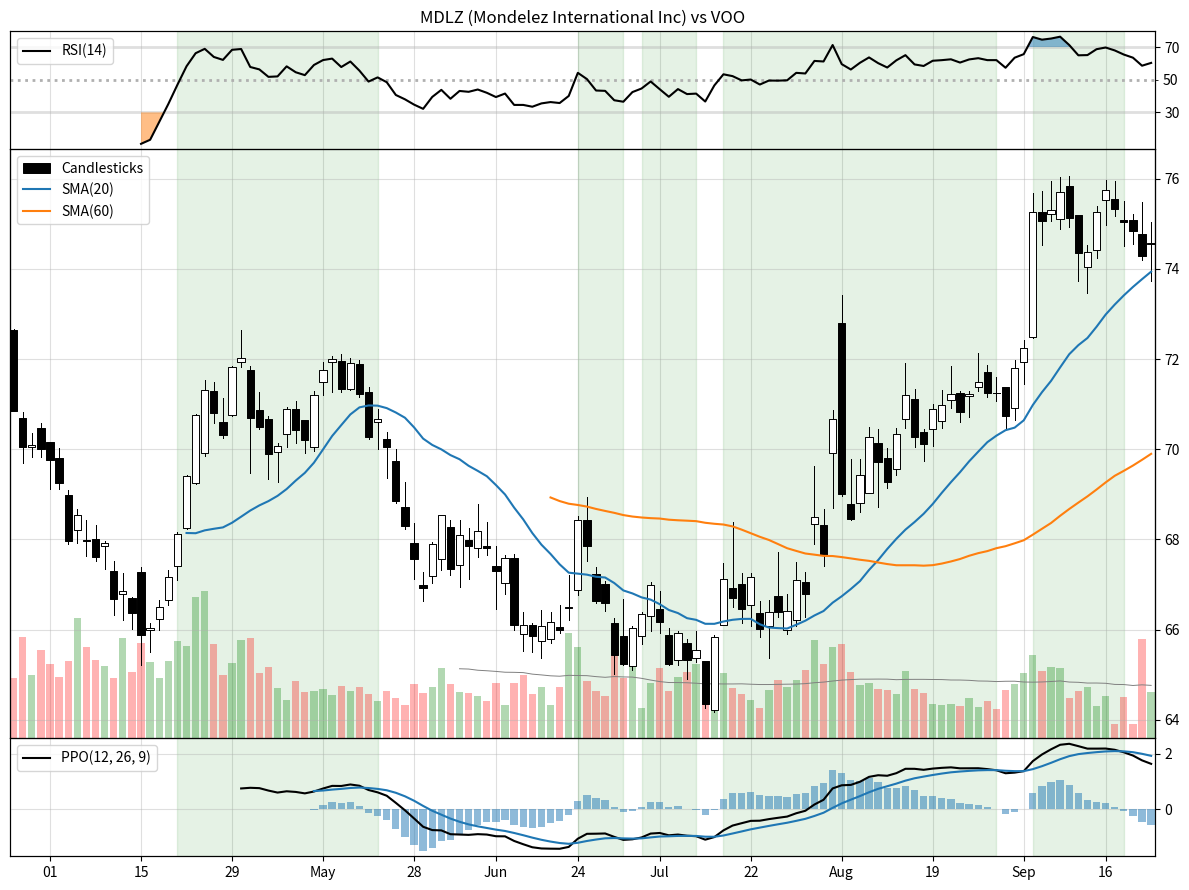 MDLZ (Mondelez International Inc) vs VOO
RSI(14)
70
50
30
Candlesticks
SMA(20)
SMA(60)
76
74
72
70
68
66
64
PPO(12, 26, 9)
2
0
01 15 29 May 28 Jun 24 Jul 22 Aug 19 Sep 16